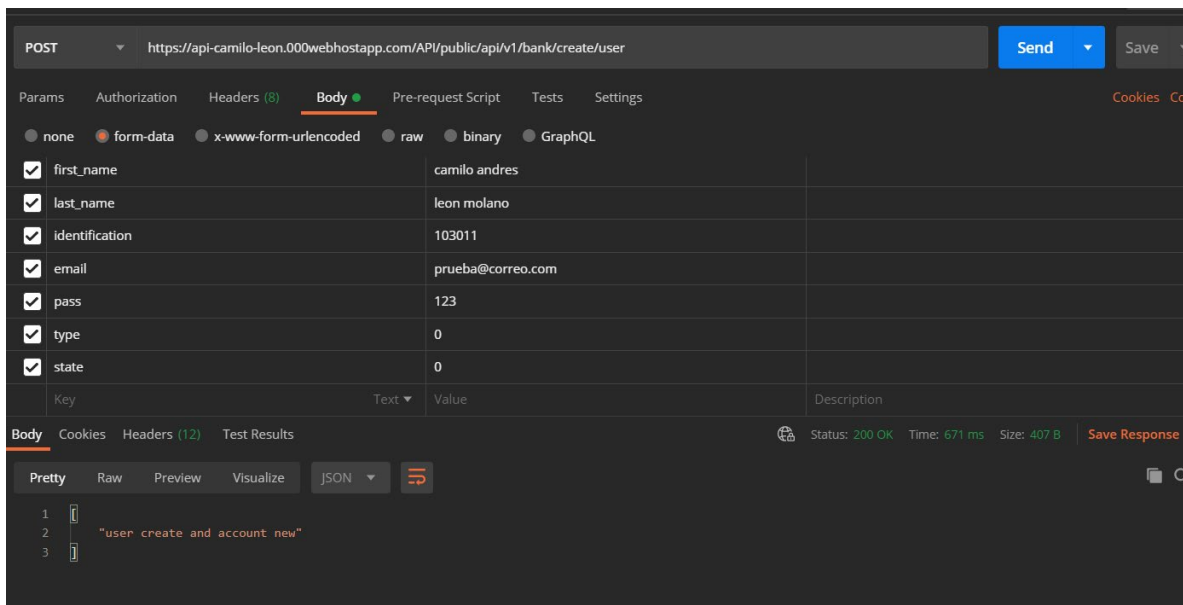 POST https://api-camilo-leon.000webhostapp.com/API/public/api/v1/bank/create/user Send Save
Params Authorization Headers (8) Body Pre-request Script Tests Settings Cookies
none form-data x-www-form-urlencoded raw binary GraphQL
first_name camilo andres
last_name leon molano
identification 103011
email prueba@correo.com
pass 123
type 0
state 0
Key Text Value Description
Body Cookies Headers (12) Test Results Status: 200 OK Time: 671 ms Size: 407 B Save Response
Pretty Raw Preview Visualize JSON
1 [
2 "user create and account new"
3 ]